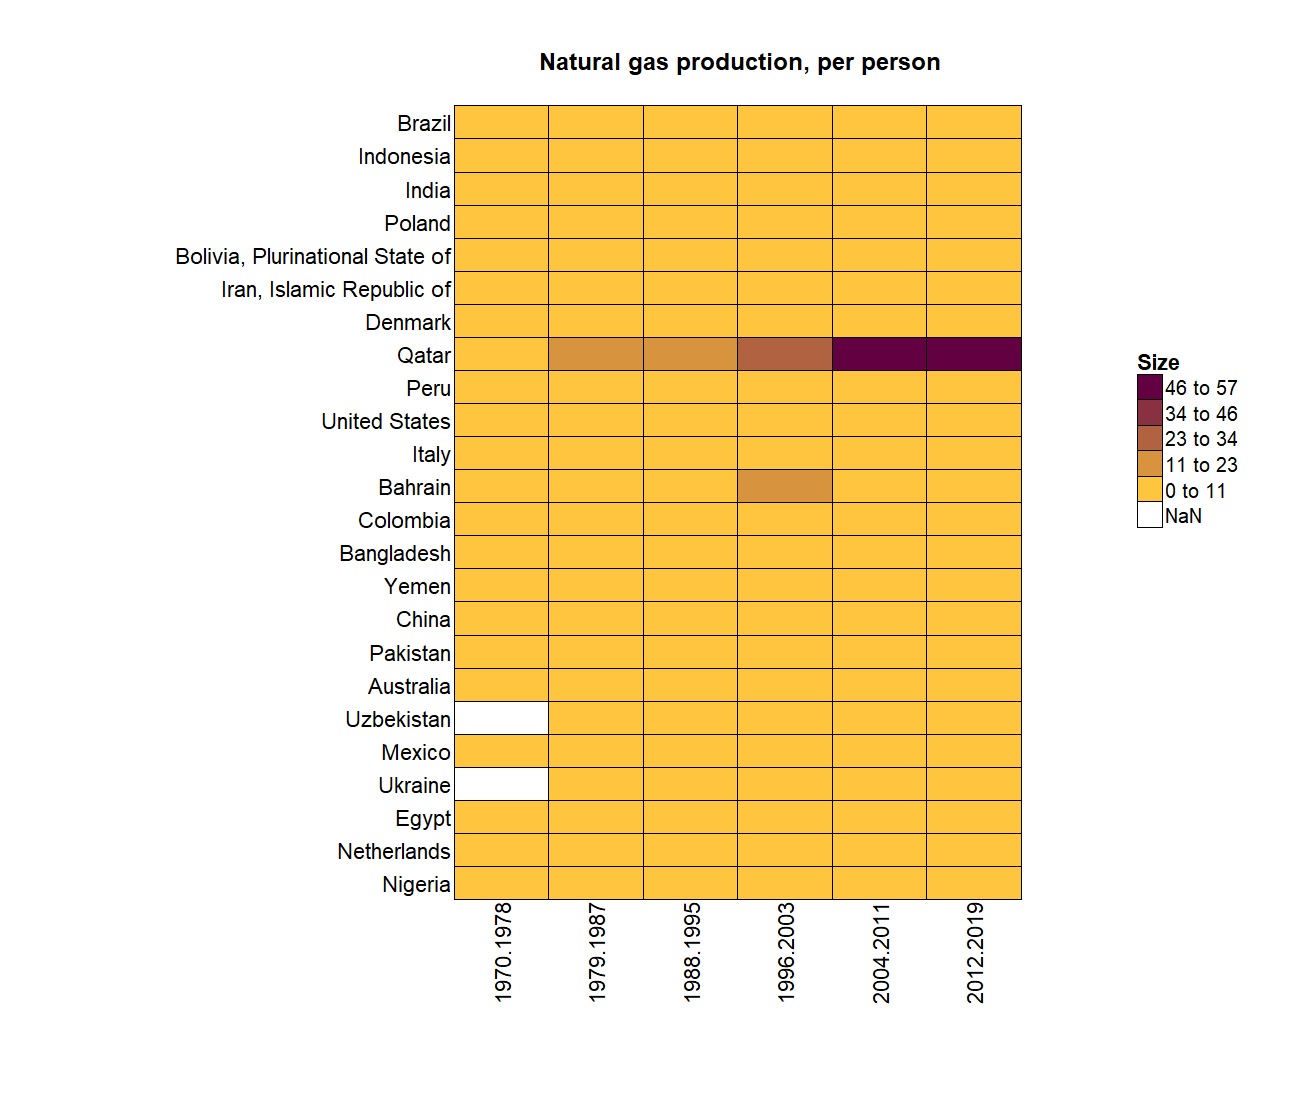 Natural gas production, per person
Brazil
Indonesia
India
Poland
Bolivia, Plurinational State of
Iran, Islamic Republic of
Denmark
Qatar
Peru
United States
Italy
Bahrain
Colombia
Bangladesh
Yemen
China
Pakistan
Australia
Uzbekistan
Mexico
Ukraine
Egypt
Netherlands
Nigeria
1970.1978
1979.1987
1988.1995
1996.2003
2004.2011
2012.2019
Size
46 to 57
34 to 46
23 to 34
11 to 23
0 to 11
NaN